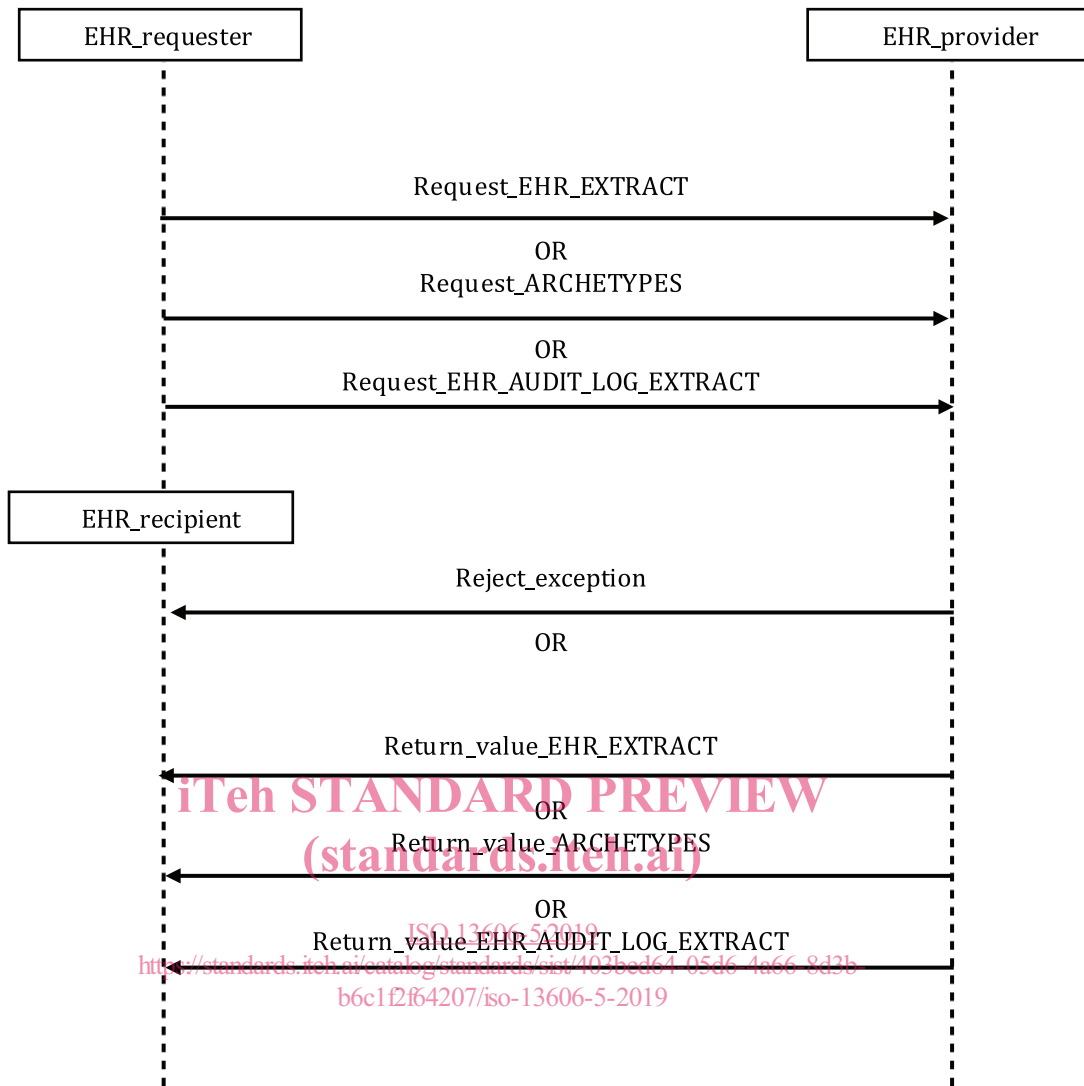 EHR_requester
EHR_provider
Request_EHR_EXTRACT
OR
Request_ARCHETYPES
OR
Request_EHR_AUDIT_LOG_EXTRACT
EHR_recipient
Reject_exception
OR
Return_value_EHR_EXTRACT
iTeh STANDARD PREVIEW
OR
Return_value_ARCHETYPES
(standards.iteh.ai)
OR
ISO 13606-5:2019
Return_value_EHR_AUDIT_LOG_EXTRACT
https://standards.iteh.ai/catalog/standards/sist/403bed64-05d6-4a66-8d3b-
b6c1f2f64207/iso-13606-5-2019